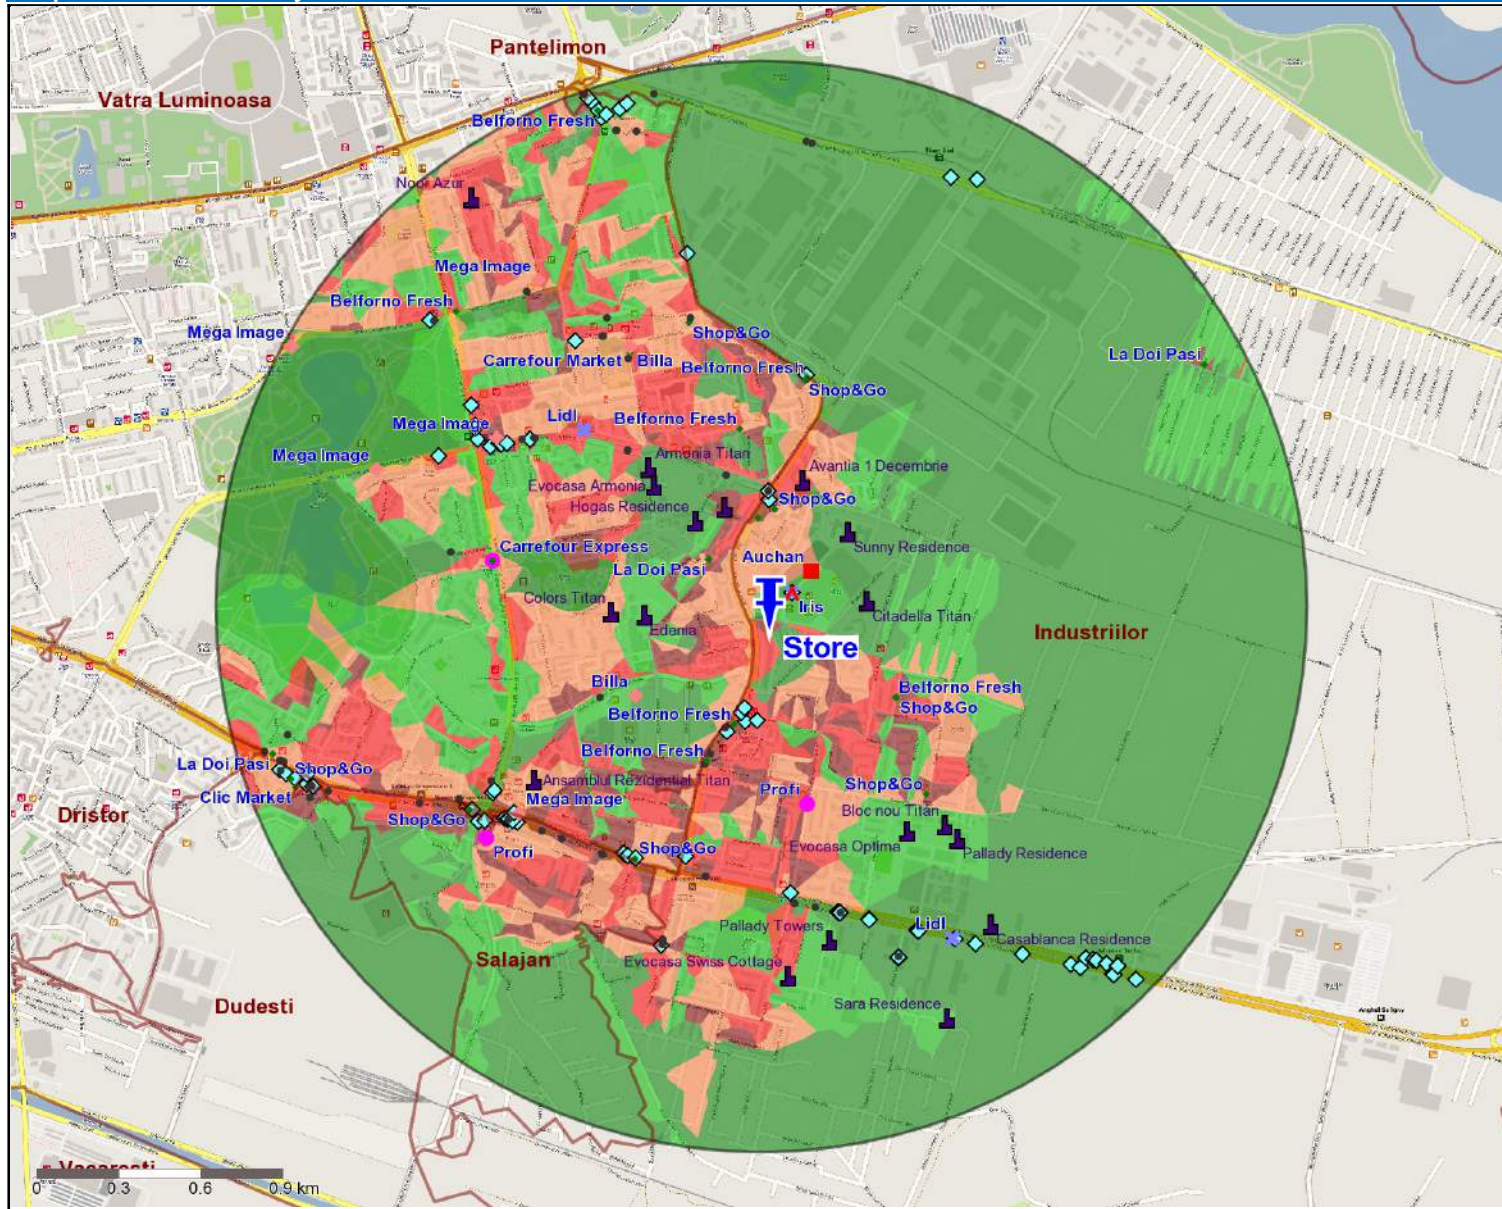 Pantelimon
Vatra Luminoasa
Belforno Fresh
Noor Azur
Mega Image
Belforno Fresh
Mega Image
Shop&Go
Carrefour Market
Billa
Belforno Fresh
La Doi Pasi
Shop&Go
Lidl
Belforno Fresh
Mega Image
Mega Image
Armonia Titan
Avantia 1 Decembrie
Evocasa Armonia
Shop&Go
Hogas Residence
Sunny Residence
Carrefour Express
Auchan
La Doi Pasi
Colors Titan
Iris
Citadella Titan
Edenia
Industriilor
Store
Billa
Belforno Fresh
Shop&Go
Belforno Fresh
Belforno Fresh
La Doi Pasi
Shop&Go
Ansamblul Rezidential Titan
Clic Market
Mega Image
Profi
Shop&Go
Dristor
Shop&Go
Bloc nou Titan
Profi
Shop&Go
Evocasa Optima
Pallady Residence
Pallady Towers
Lidl
Casablanca Residence
Salajan
Evocasa Swiss Cottage
Dudesti
Sara Residence
Vacaresti
0 0.3 0.6 0.9 km